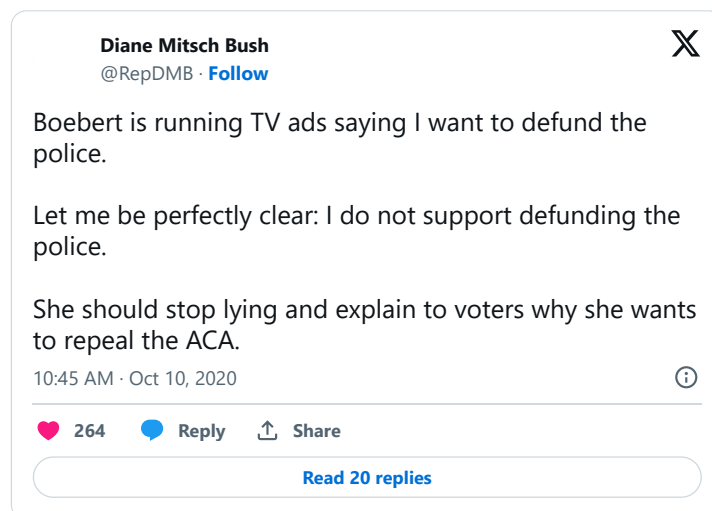 Diane Mitsch Bush
@RepDMB · Follow
Boebert is running TV ads saying I want to defund the
police.
Let me be perfectly clear: I do not support defunding the
police.
She should stop lying and explain to voters why she wants
to repeal the ACA.
10:45 AM · Oct 10, 2020
264 Reply Share
Read 20 replies